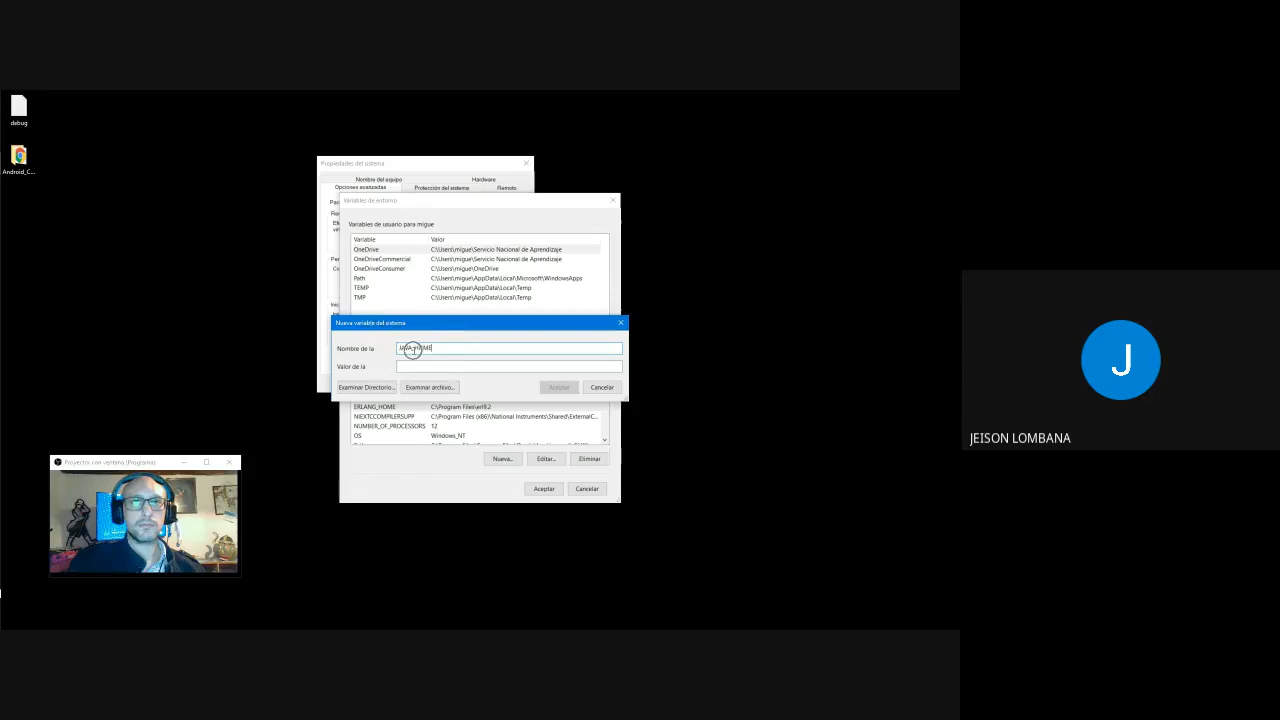 debug
Android_C...
Propiedades del sistema
Nombre del equipo
Hardware
Opciones avanzadas
Protección del sistema
Remoto
Variables de entorno
Variables de usuario para migue
Variable Valor
OneDrive C:\Users\migue\Servicio Nacional de Aprendizaje
OneDriveCommercial C:\Users\migue\Servicio Nacional de Aprendizaje
OneDriveConsumer C:\Users\migue\OneDrive
Path C:\Users\migue\AppData\Local\Microsoft\WindowsApps
TEMP C:\Users\migue\AppData\Local\Temp
TMP C:\Users\migue\AppData\Local\Temp
Nueva variable del sistema
Nombre de la JAVA_HOME
Valor de la
Examinar Directorio... Examinar archivo... Aceptar Cancelar
ERLANG_HOME C:\Program Files\erl9.2
NIEXTCCOMPILERSUPP C:\Program Files (x86)\National Instruments\Shared\ExternalC...
NUMBER_OF_PROCESSORS 12
OS Windows_NT
Nueva... Editar... Eliminar
Aceptar Cancelar
Proyector con ventana (Programa)
J
JEISON LOMBANA